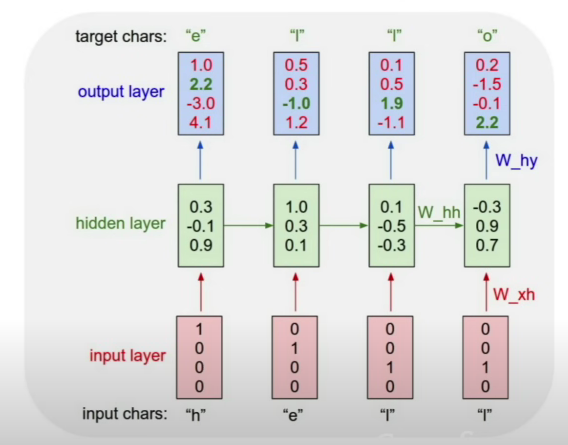 target chars: “e” “l” “l” “o”
output layer
1.0 0.5 0.1 0.2
2.2 0.3 0.5 -1.5
-3.0 -1.0 1.9 -0.1
4.1 1.2 -1.1 2.2
W_hy
hidden layer
0.3 1.0 0.1 -0.3
-0.1 0.3 -0.5 0.9
0.9 0.1 -0.3 0.7
W_hh
W_xh
input layer
1 0 0 0
0 1 0 0
0 0 1 1
0 0 0 0
input chars: “h” “e” “l” “l”